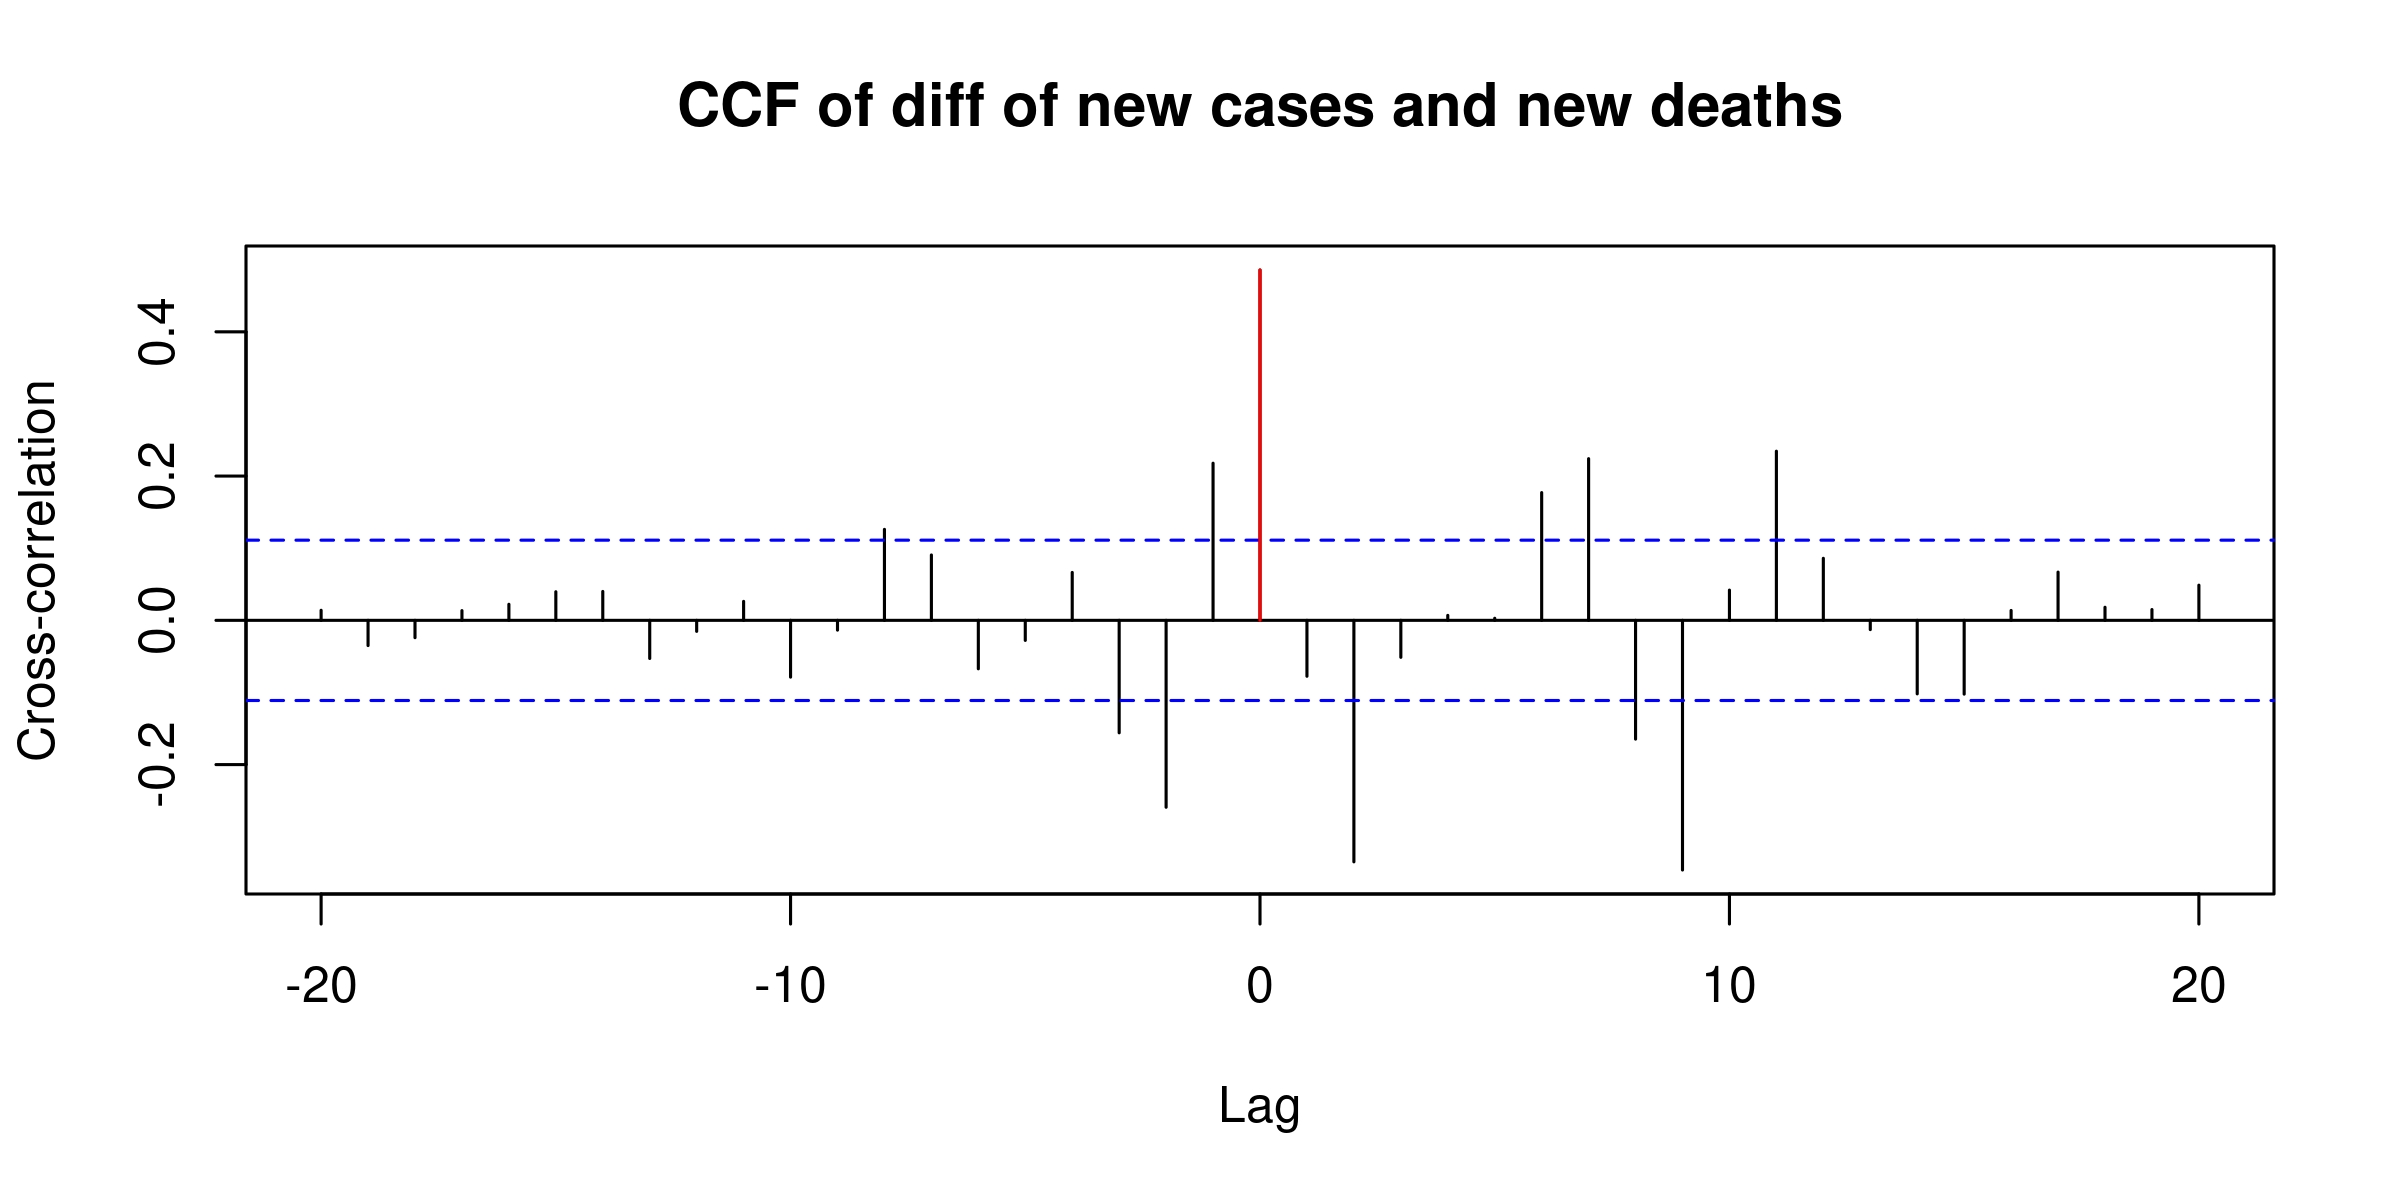 CCF of diff of new cases and new deaths
Cross-correlation
0.4
0.2
0.0
-0.2
-20 -10 0 10 20
Lag